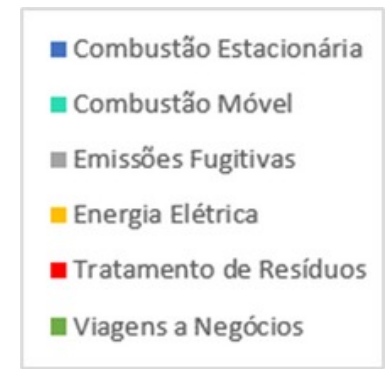 Combustão Estacionária
Combustão Móvel
Emissões Fugitivas
Energia Elétrica
Tratamento de Resíduos
Viagens a Negócios